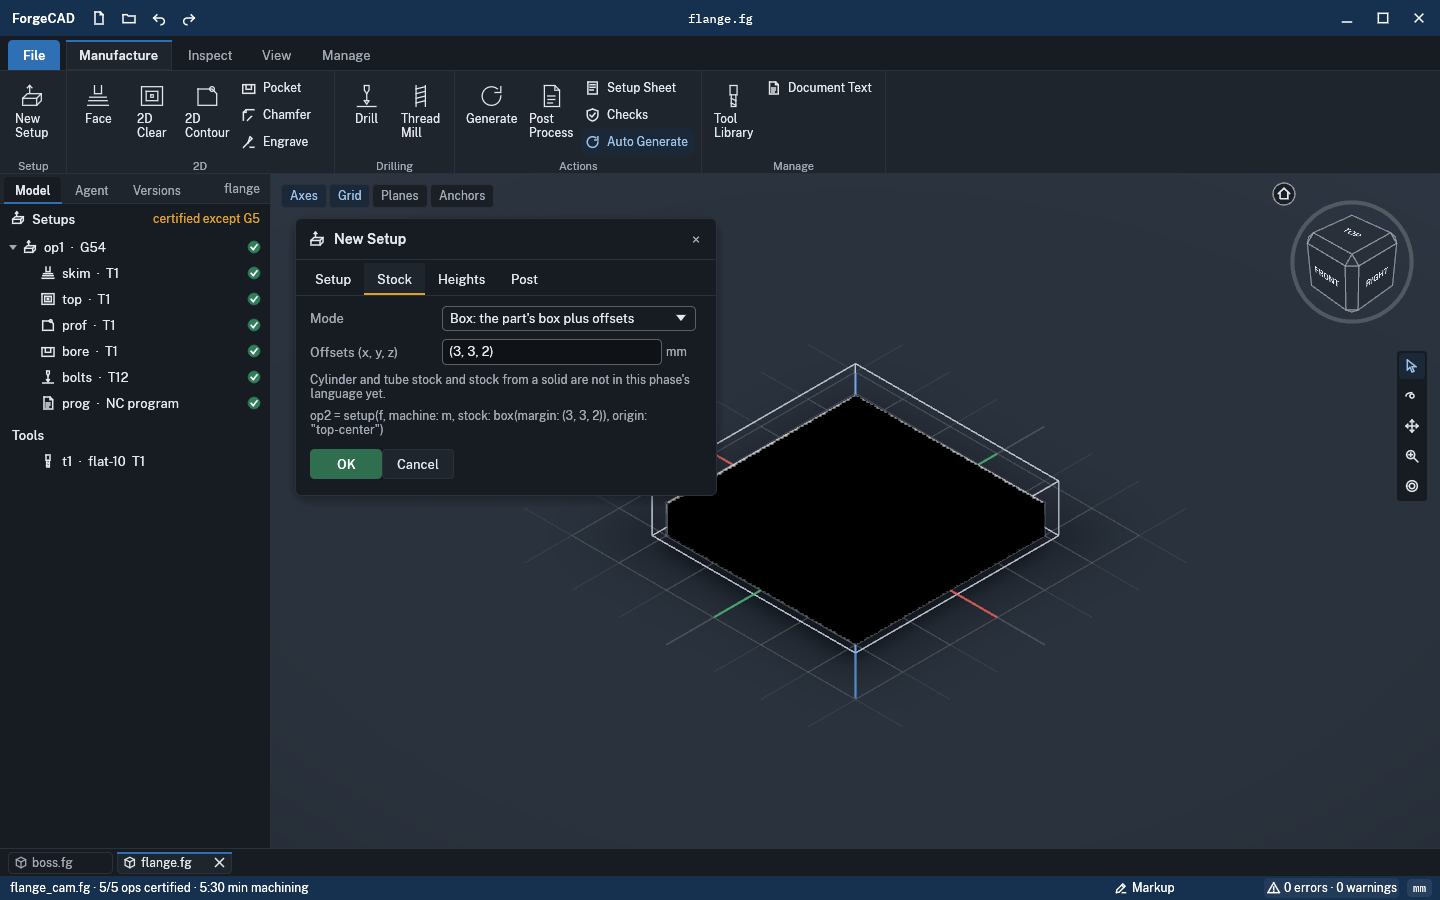 ForgeCAD
flange.fg
File
Manufacture
Inspect
View
Manage
New
Setup
Setup
Face
2D
Clear
2D
Contour
Pocket
Chamfer
Engrave
2D
Drill
Thread
Mill
Drilling
Generate
Post
Process
Setup Sheet
Checks
Auto Generate
Actions
Tool
Library
Document Text
Manage
Model
Agent
Versions
flange
Setups
certified except G5
op1 · G54
skim · T1
top · T1
prof · T1
bore · T1
bolts · T12
prog · NC program
Tools
t1 · flat-10 T1
Axes
Grid
Planes
Anchors
New Setup
×
Setup
Stock
Heights
Post
Mode
Box: the part's box plus offsets
Offsets (x, y, z)
(3, 3, 2)
mm
Cylinder and tube stock and stock from a solid are not in this phase's
language yet.
op2 = setup(f, machine: m, stock: box(margin: (3, 3, 2)), origin:
"top-center")
OK
Cancel
TOP
FRONT
RIGHT
boss.fg
flange.fg
flange_cam.fg · 5/5 ops certified · 5:30 min machining
Markup
0 errors · 0 warnings
mm